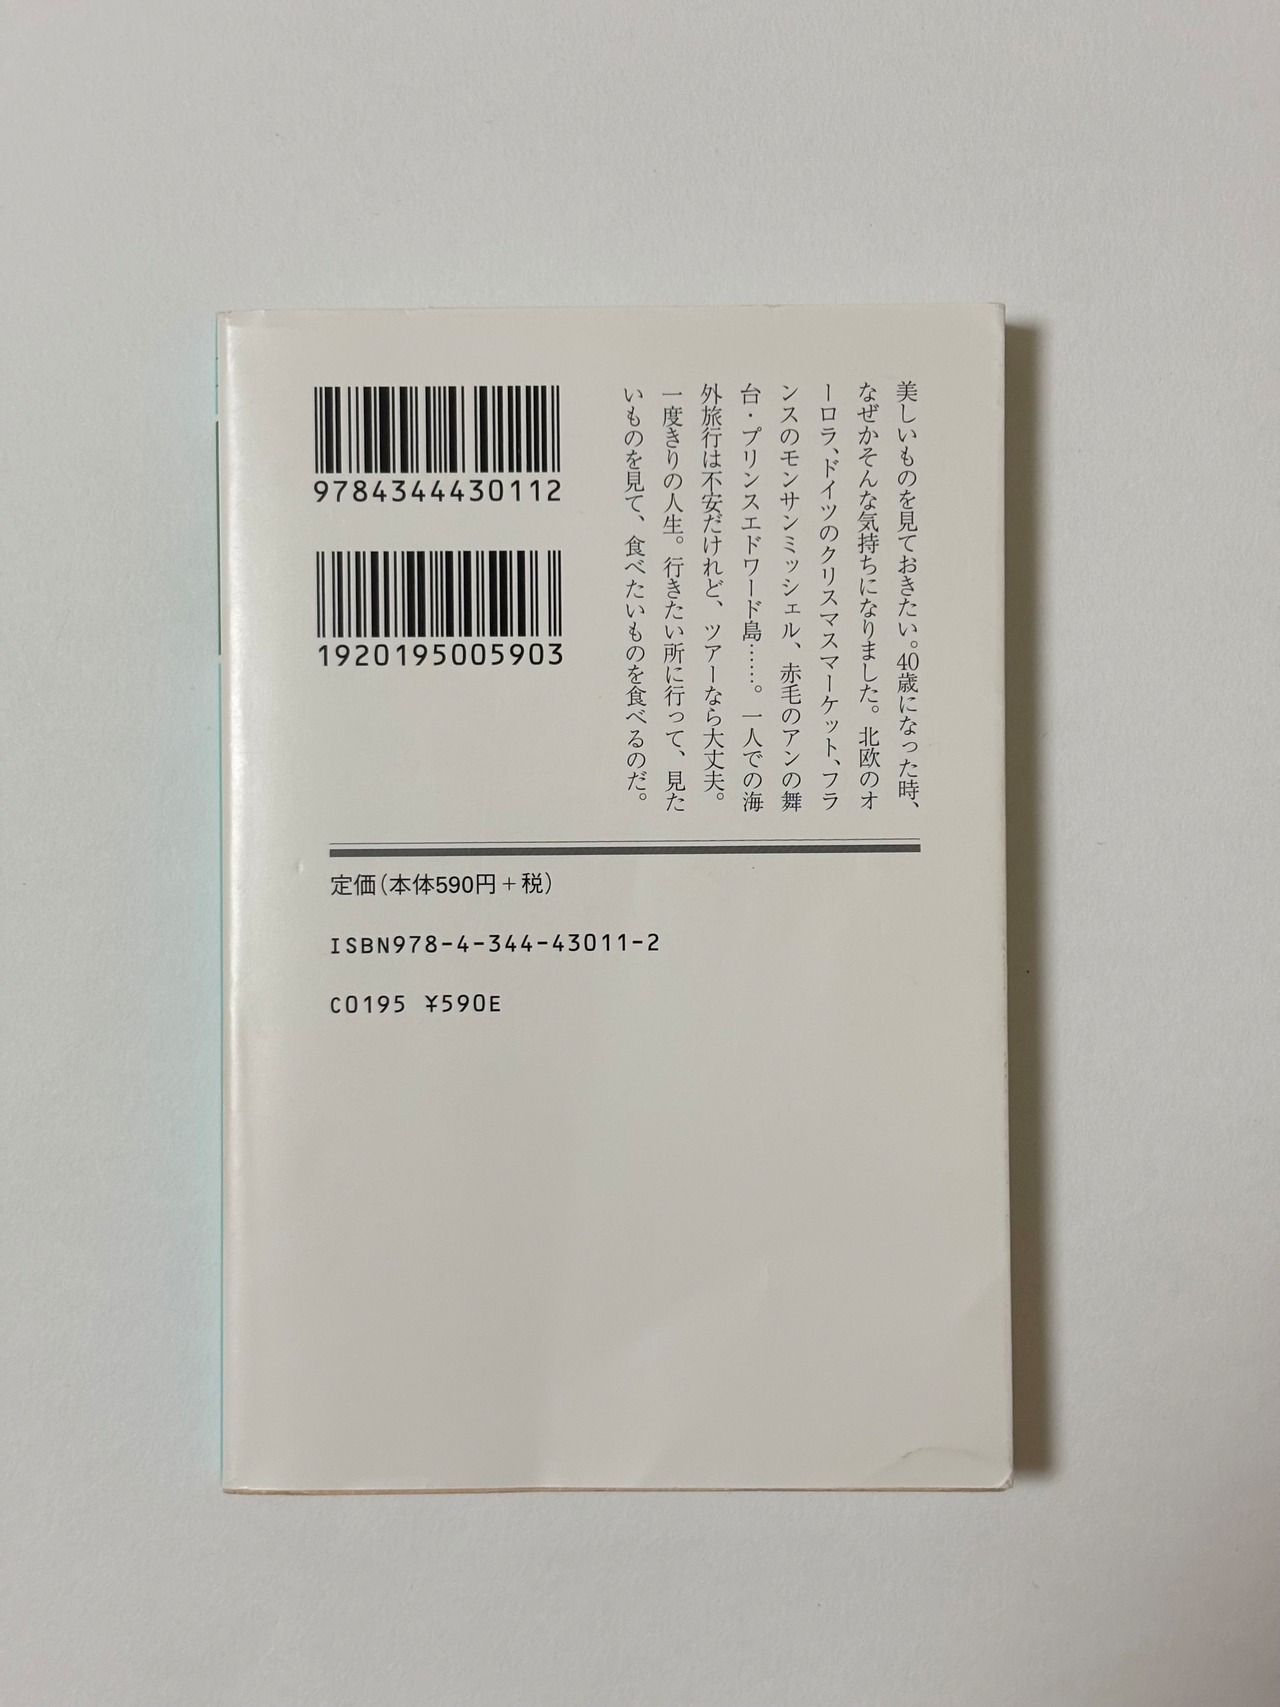 美しいものを見ておきたい。40歳になった時、
なぜかそんな気持ちになりました。北欧のオ
ーロラ、ドイツのクリスマスマーケット、フラ
ンスのモンサンミッシェル、赤毛のアンの舞
台・プリンスエドワード島……。一人での海
外旅行は不安だけれど、ツアーなら大丈夫。
一度きりの人生。行きたい所に行って、見た
いものを見て、食べたいものを食べるのだ。
9784344430112
1920195005903
定価(本体590円+税)
ISBN978-4-344-43011-2
C0195 ¥590E